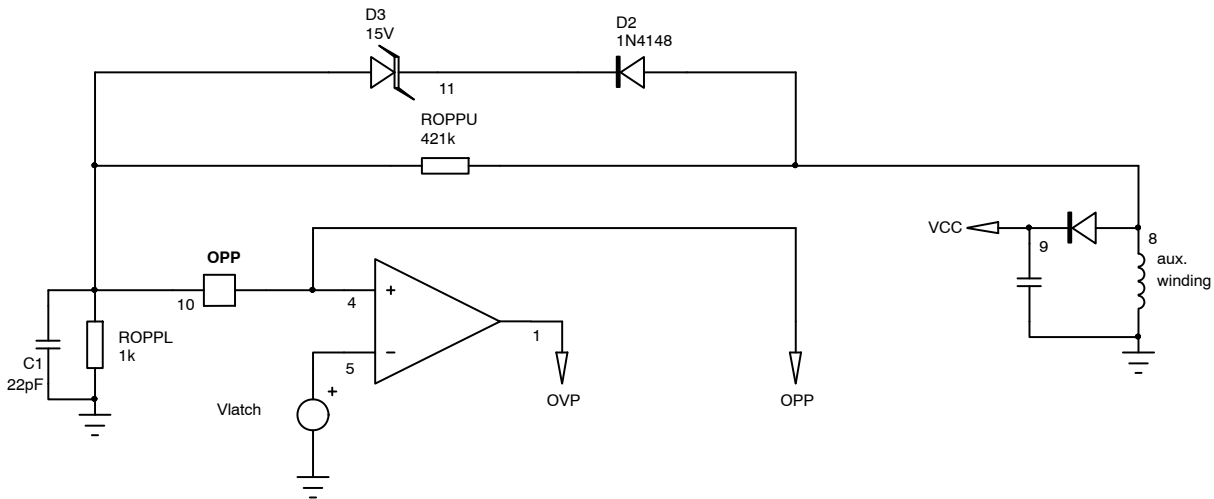 D3
15V
D2
1N4148
11
ROPPU
421k
VCC
9
8
aux.
winding
OPP
10
4
+
ROPPL
1k
C1
22pF
5
−
1
+
Vlatch
OVP
OPP